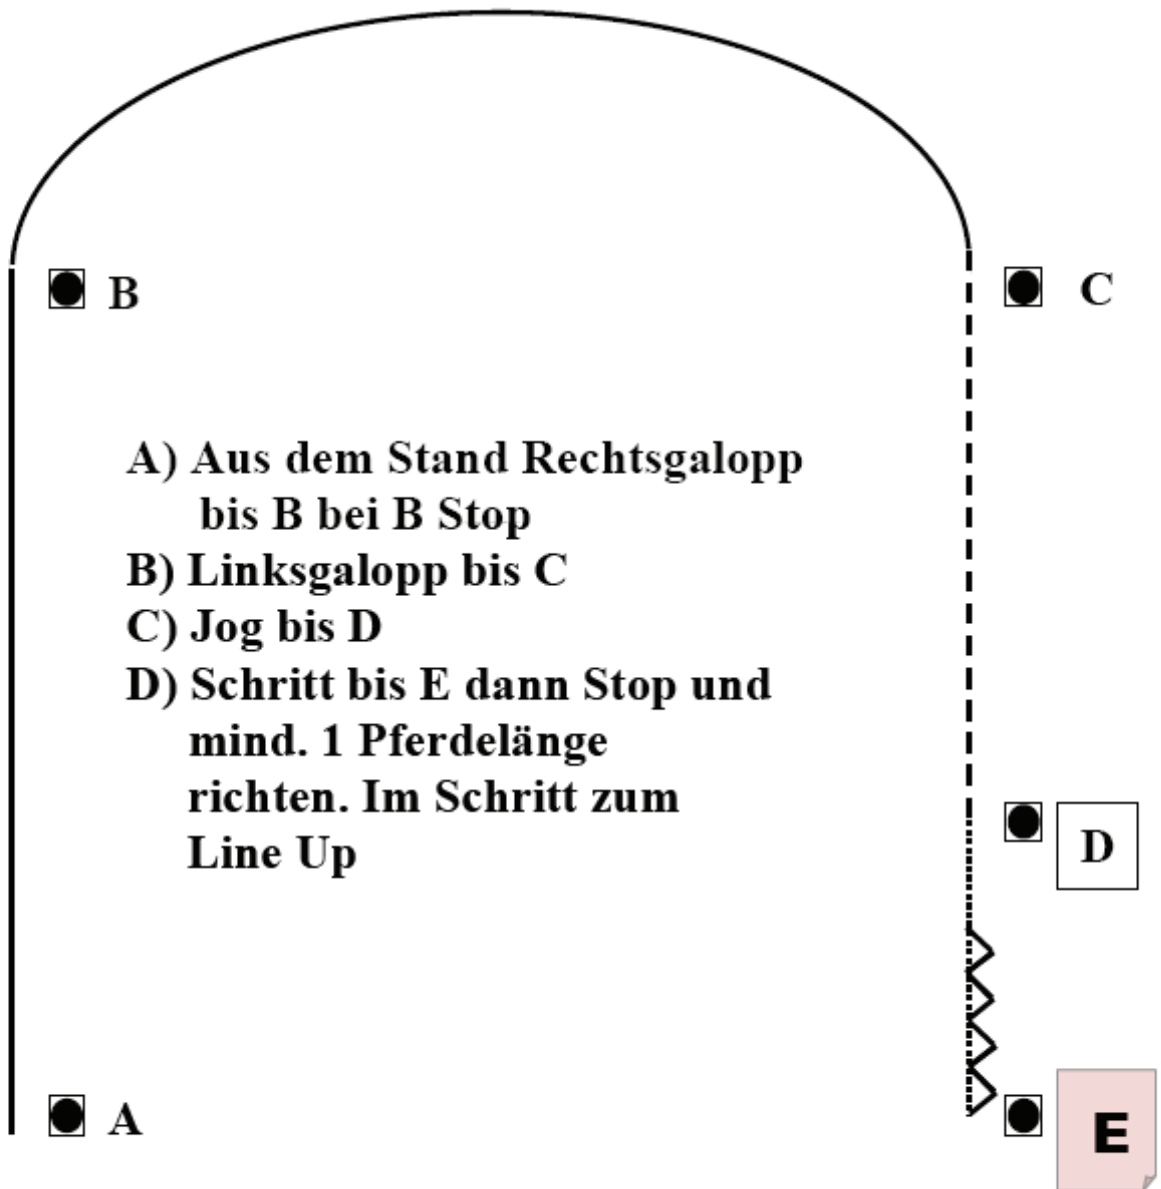 B
C
A) Aus dem Stand Rechtsgalopp
bis B bei B Stop
B) Linksgalopp bis C
C) Jog bis D
D) Schritt bis E dann Stop und
mind. 1 Pferdelänge
richten. Im Schritt zum
Line Up
D
A
E